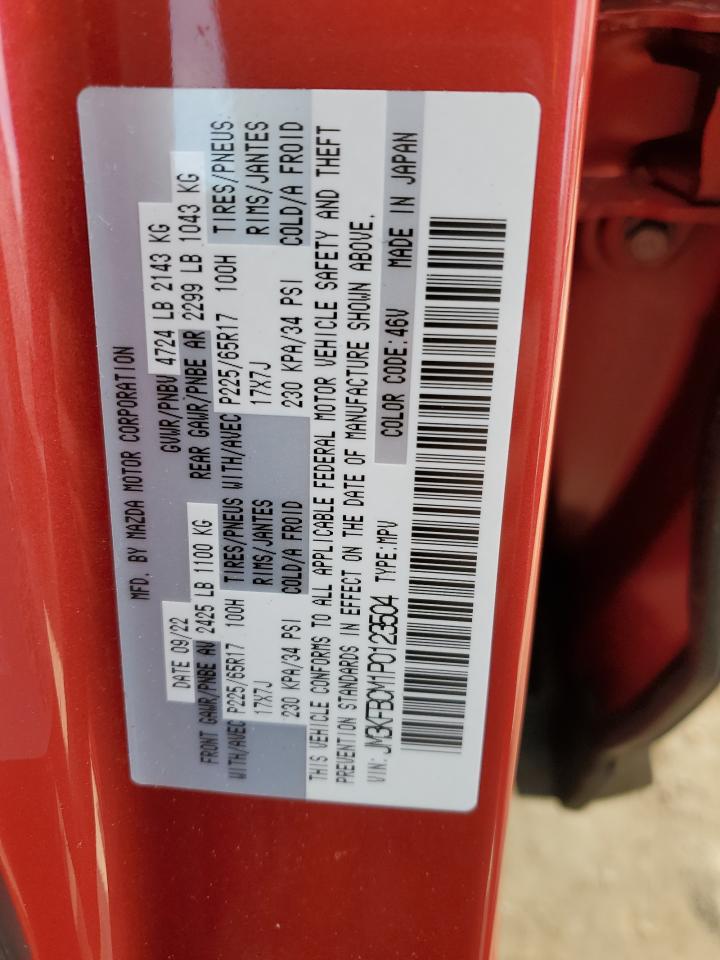 MFD. BY MAZDA MOTOR CORPORATION
DATE 09/22 GVWR/PNBV 4724 LB 2143 KG
FRONT GAWR/PNBE AV 2425 LB 1100 KG REAR GAWR/PNBE AR 2299 LB 1043 KG
WITH/AVEC P225/65R17 100H TIRES/PNEUS WITH/AVEC P225/65R17 100H TIRES/PNEUS
17X7J RIMS/JANTES 17X7J RIMS/JANTES
230 KPA/34 PSI COLD/A FROID 230 KPA/34 PSI COLD/A FROID
THIS VEHICLE CONFORMS TO ALL APPLICABLE FEDERAL MOTOR VEHICLE SAFETY AND THEFT
PREVENTION STANDARDS IN EFFECT ON THE DATE OF MANUFACTURE SHOWN ABOVE.
VIN: JM3KFBCM1P0123504 TYPE:MPV COLOR CODE:46V MADE IN JAPAN